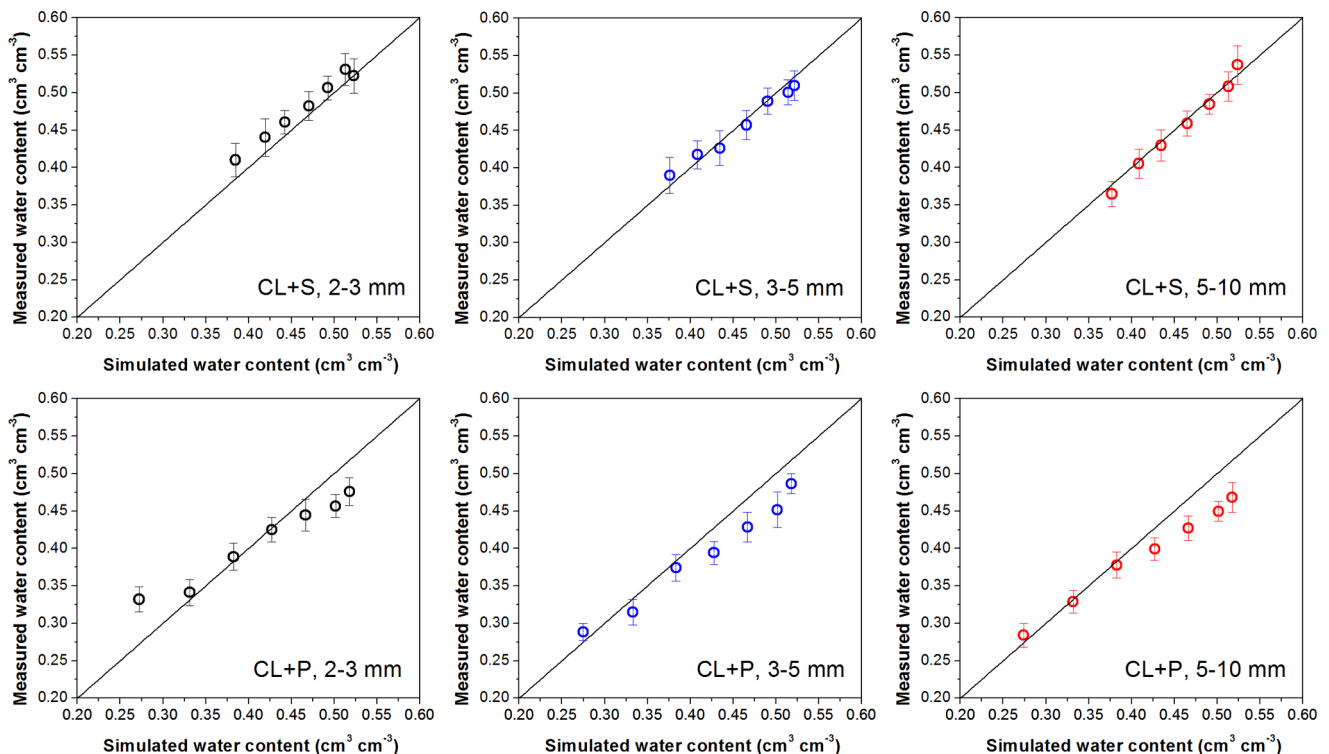 0.60 0.60 0.60
0.55 0.55 0.55
0.50 0.50 0.50
0.45 0.45 0.45
0.40 0.40 0.40
0.35 0.35 0.35
0.30 0.30 0.30
0.25 0.25 0.25
0.20 0.20 0.20
Measured water content (cm³ cm⁻³)
Measured water content (cm³ cm⁻³)
Measured water content (cm³ cm⁻³)
CL+S, 2-3 mm
CL+S, 3-5 mm
CL+S, 5-10 mm
0.20 0.25 0.30 0.35 0.40 0.45 0.50 0.55 0.60
0.20 0.25 0.30 0.35 0.40 0.45 0.50 0.55 0.60
0.20 0.25 0.30 0.35 0.40 0.45 0.50 0.55 0.60
Simulated water content (cm³ cm⁻³)
Simulated water content (cm³ cm⁻³)
Simulated water content (cm³ cm⁻³)
0.60 0.60 0.60
0.55 0.55 0.55
0.50 0.50 0.50
0.45 0.45 0.45
0.40 0.40 0.40
0.35 0.35 0.35
0.30 0.30 0.30
0.25 0.25 0.25
0.20 0.20 0.20
Measured water content (cm³ cm⁻³)
Measured water content (cm³ cm⁻³)
Measured water content (cm³ cm⁻³)
CL+P, 2-3 mm
CL+P, 3-5 mm
CL+P, 5-10 mm
0.20 0.25 0.30 0.35 0.40 0.45 0.50 0.55 0.60
0.20 0.25 0.30 0.35 0.40 0.45 0.50 0.55 0.60
0.20 0.25 0.30 0.35 0.40 0.45 0.50 0.55 0.60
Simulated water content (cm³ cm⁻³)
Simulated water content (cm³ cm⁻³)
Simulated water content (cm³ cm⁻³)